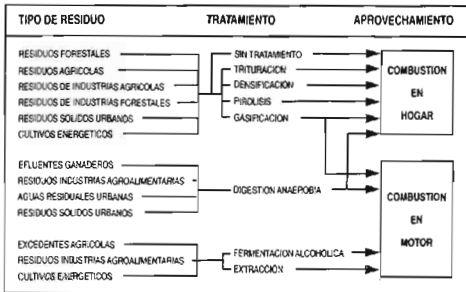 TIPO DE RESIDUO TRATAMIENTO APROVECHAMIENTO
RESIDUOS FORESTALES
RESIDUOS AGRICOLAS
RESIDUOS DE INDUSTRIAS AGRICOLAS
RESIDUOS DE INDUSTRIAS FORESTALES
RESIDUOS SOLIDOS URBANOS
CULTIVOS ENERGETICOS
SIN TRATAMIENTO
TRITURACION
DENSIFICACION
PIROLISIS
GASIFICACION
COMBUSTION
EN
HOGAR
EFLUENTES GANADEROS
RESIDUOS INDUSTRIAS AGROALIMENTARIAS
AGUAS RESIDUALES URBANAS
RESIDUOS SOLIDOS URBANOS
DIGESTION ANAEROBIA
COMBUSTION
EN
MOTOR
EXCEDENTES AGRICOLAS
RESIDUOS INDUSTRIAS AGROALIMENTARIAS
CULTIVOS ENERGETICOS
FERMENTACION ALCOHOLICA
EXTRACCIÓN